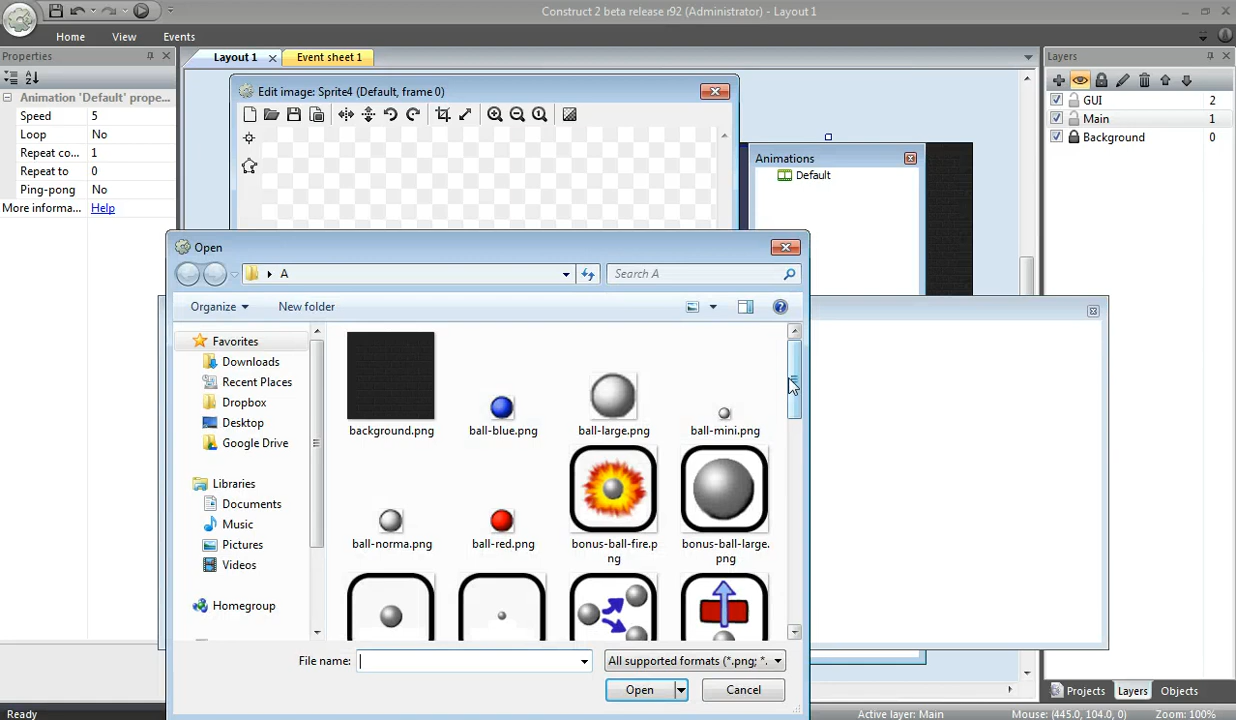 Construct 2 beta release r92 (Administrator) - Layout 1
Home View Events
Properties
Layout 1
Event sheet 1
Layers
Animation 'Default' prope...
Speed 5
Loop No
Repeat co... 1
Repeat to 0
Ping-pong No
More informa... Help
Edit image: Sprite4 (Default, frame 0)
Animations
Default
GUI 2
Main 1
Background 0
Open
A
Search A
Organize
New folder
Favorites
Downloads
Recent Places
Dropbox
Desktop
Google Drive
Libraries
Documents
Music
Pictures
Videos
Homegroup
background.png
ball-blue.png
ball-large.png
ball-mini.png
ball-norma.png
ball-red.png
bonus-ball-fire.p
ng
bonus-ball-large.
png
File name:
All supported formats (*.png; *.
Open
Cancel
Projects Layers Objects
Ready
Active layer: Main
Mouse: (445.0, 104.0, 0)
Zoom: 100%